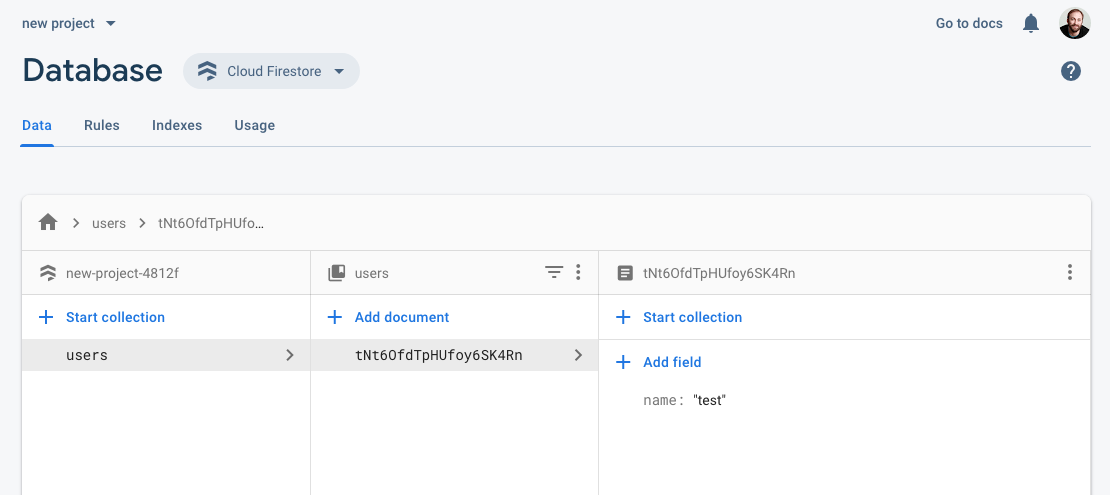 new project
Go to docs
Database
Cloud Firestore
Data Rules Indexes Usage
users
tNt6OfdTpHUfo...
new-project-4812f
users
tNt6OfdTpHUfoy6SK4Rn
Start collection
Add document
Start collection
users
tNt6OfdTpHUfoy6SK4Rn
Add field
name: "test"